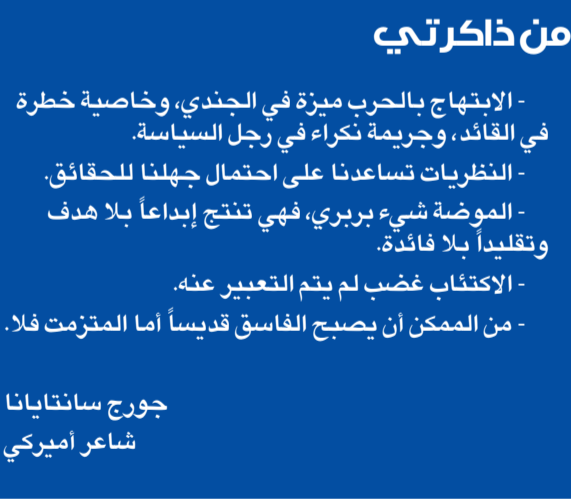 من ذاكرتي
- الابتهاج بالحرب ميزة في الجندي، وخاصية خطرة
في القائد، وجريمة نكراء في رجل السياسة.
- النظريات تساعدنا على احتمال جهلنا للحقائق.
- الموضة شيء بربري، فهي تنتج إبداعاً بلا هدف
وتقليداً بلا فائدة.
- الاكتئاب غضب لم يتم التعبير عنه.
- من الممكن أن يصبح الفاسق قديساً أما المتزمت فلا.
جورج سانتايانا
شاعر أميركي